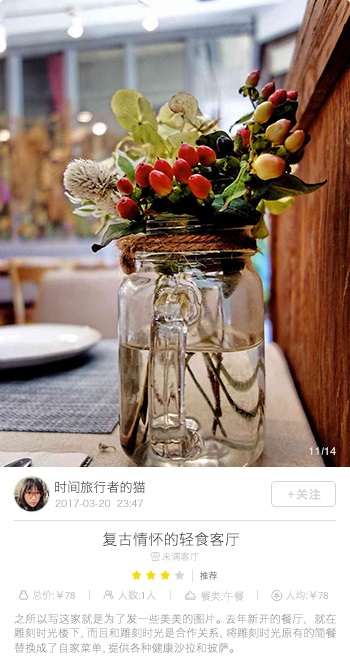 11/14
时间旅行者的猫
2017-03-20 23:47
+关注
复古情怀的轻食客厅
@未满客厅
推荐
总价:￥78
人数:1人
餐类:午餐
人均:￥78
之所以写这家就是为了发一些美美的图片。去年新开的餐厅，就在
雕刻时光楼下,而且和雕刻时光是合作关系,将雕刻时光原有的简餐
替换成了自家菜单,提供各种健康沙拉和披萨。